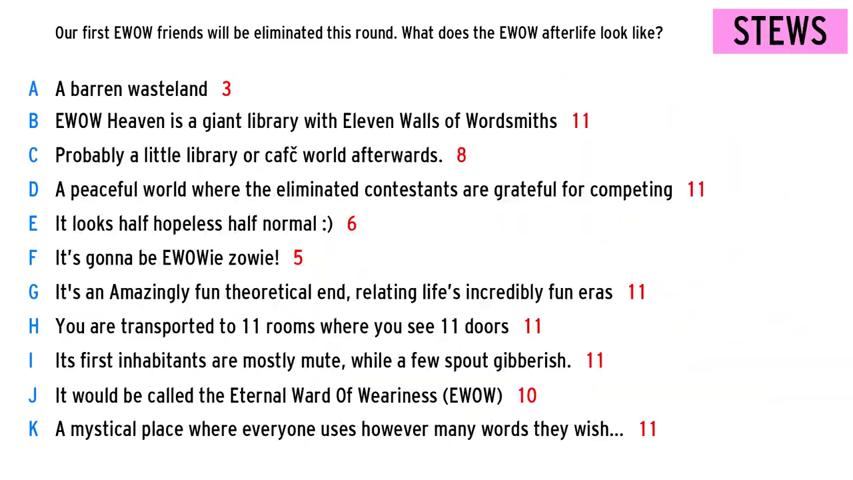 Our first EWOW friends will be eliminated this round. What does the EWOW afterlife look like?
STEWS
A A barren wasteland 3
B EWOW Heaven is a giant library with Eleven Walls of Wordsmiths 11
C Probably a little library or cafč world afterwards. 8
D A peaceful world where the eliminated contestants are grateful for competing 11
E It looks half hopeless half normal :) 6
F It's gonna be EWOWie zowie! 5
G It's an Amazingly fun theoretical end, relating life's incredibly fun eras 11
H You are transported to 11 rooms where you see 11 doors 11
I Its first inhabitants are mostly mute, while a few spout gibberish. 11
J It would be called the Eternal Ward Of Weariness (EWOW) 10
K A mystical place where everyone uses however many words they wish... 11